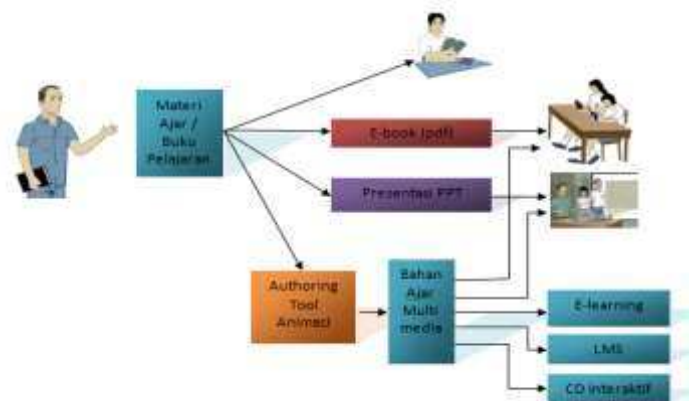 Materi
Ajar /
Buku
Pelajaran
E-book (pdf)
Presentasi PPT
Authoring
Tool
Animasi
Bahan
Ajar
Multi
media
E-learning
LMS
CD interaktif